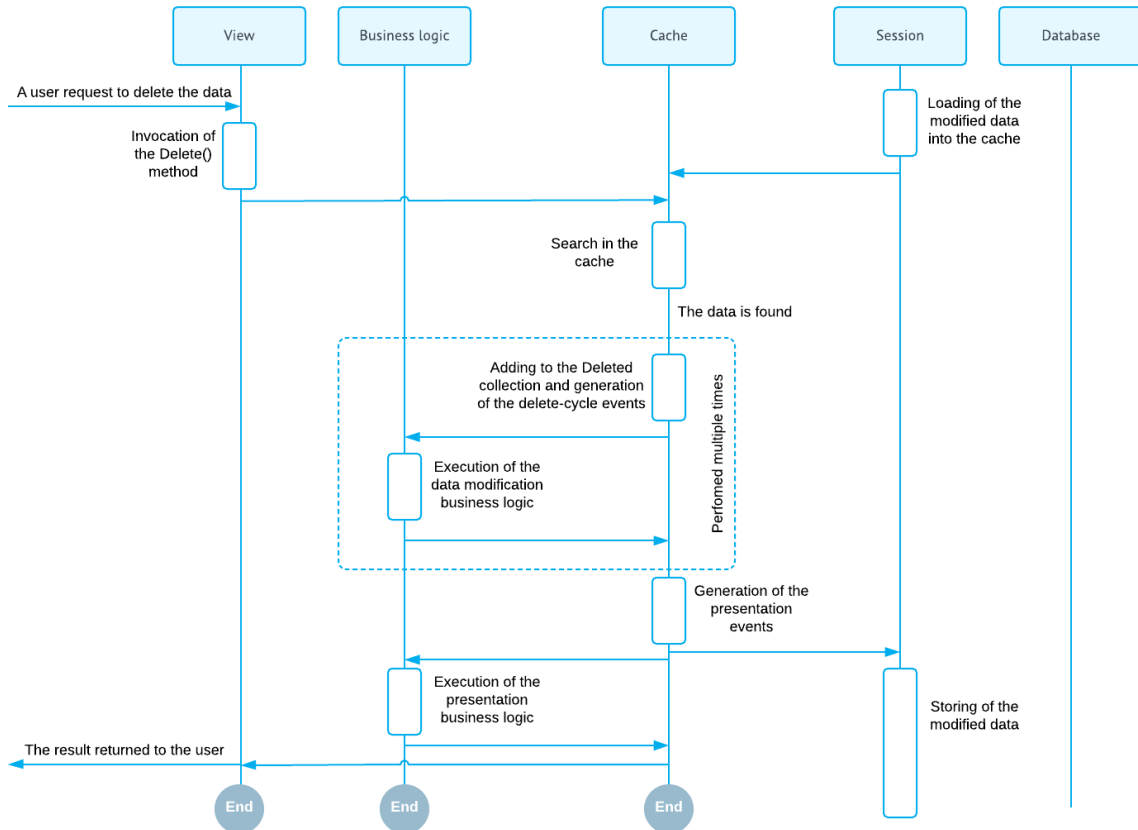 View
Business logic
Cache
Session
Database
A user request to delete the data
Loading of the
modified data
into the cache
Invocation of
the Delete()
method
Search in the
cache
The data is found
Adding to the Deleted
collection and generation
of the delete-cycle events
Perfomed multiple times
Execution of the
data modification
business logic
Generation of the
presentation
events
Execution of the
presentation
business logic
Storing of the
modified data
The result returned to the user
End
End
End